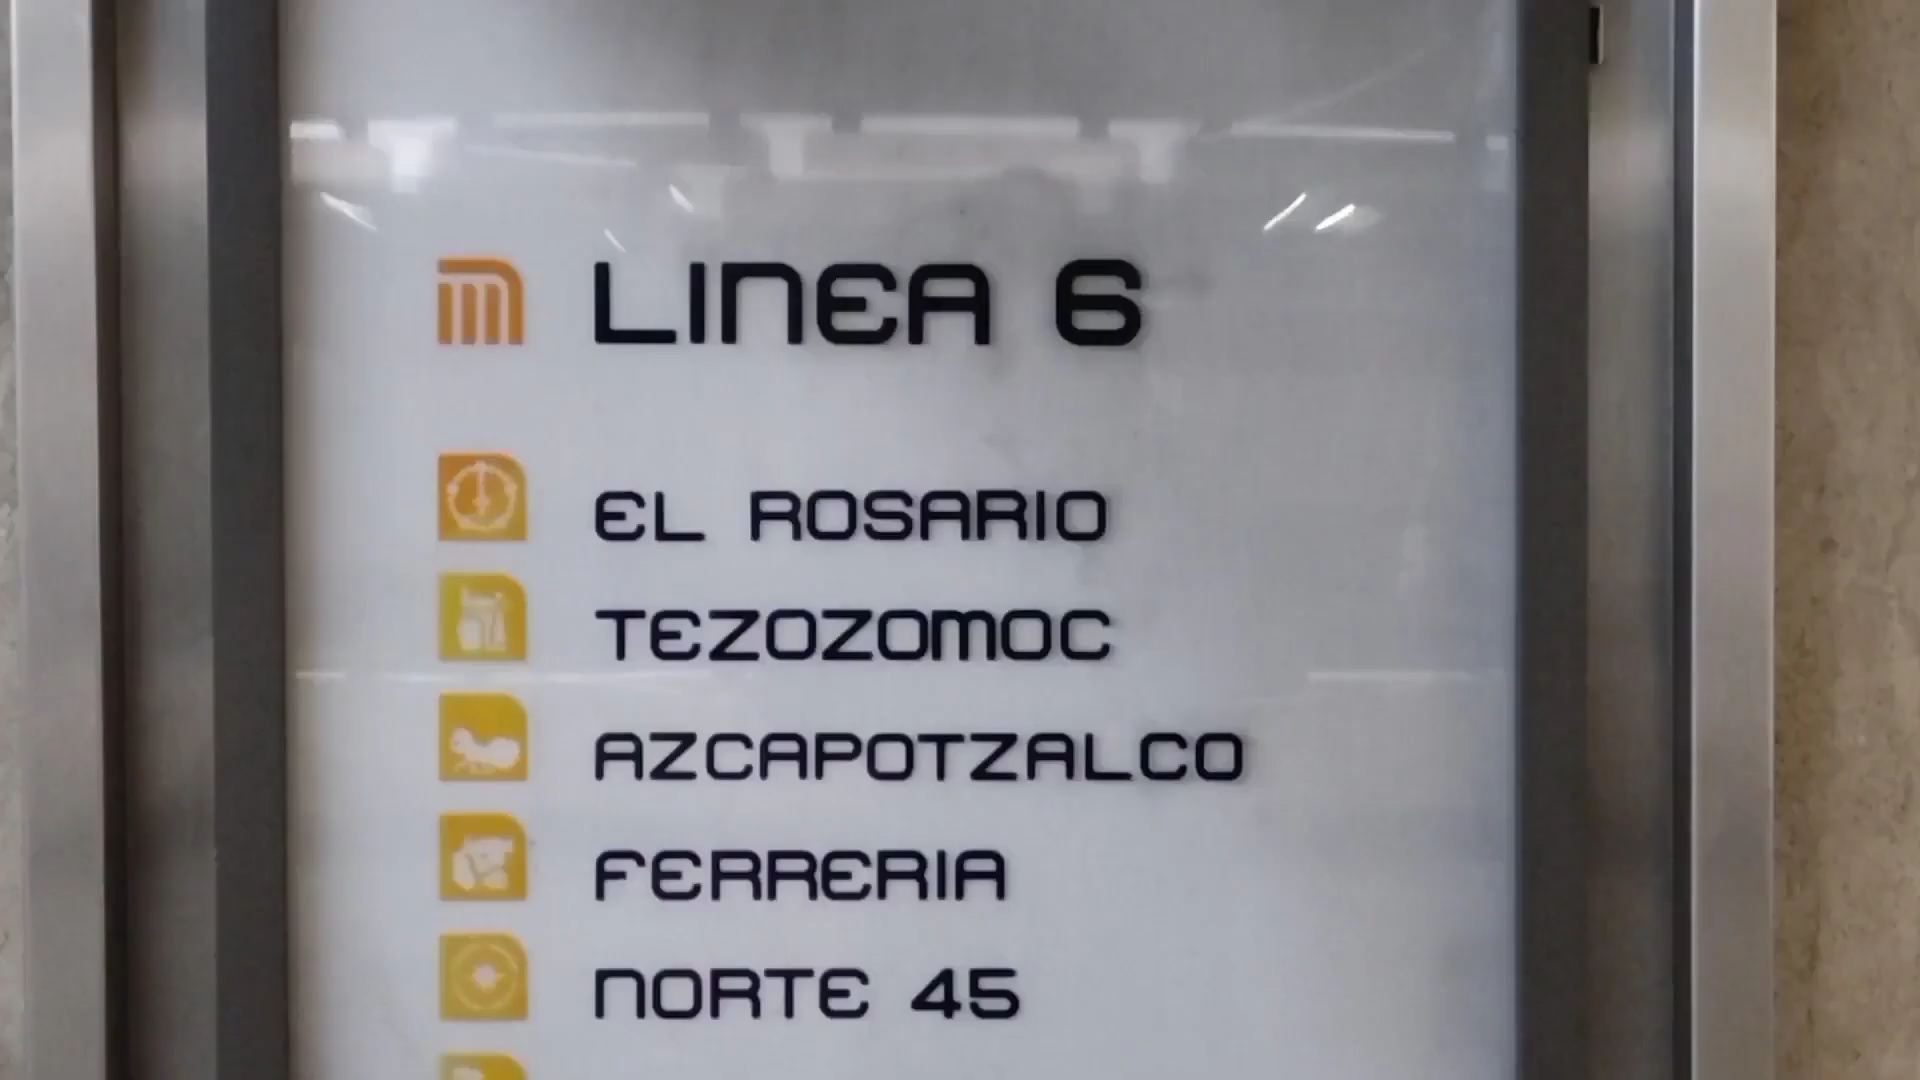 LINEA 6
EL ROSARIO
TEZOZOMOC
AZCAPOTZALCO
FERRERIA
NORTE 45